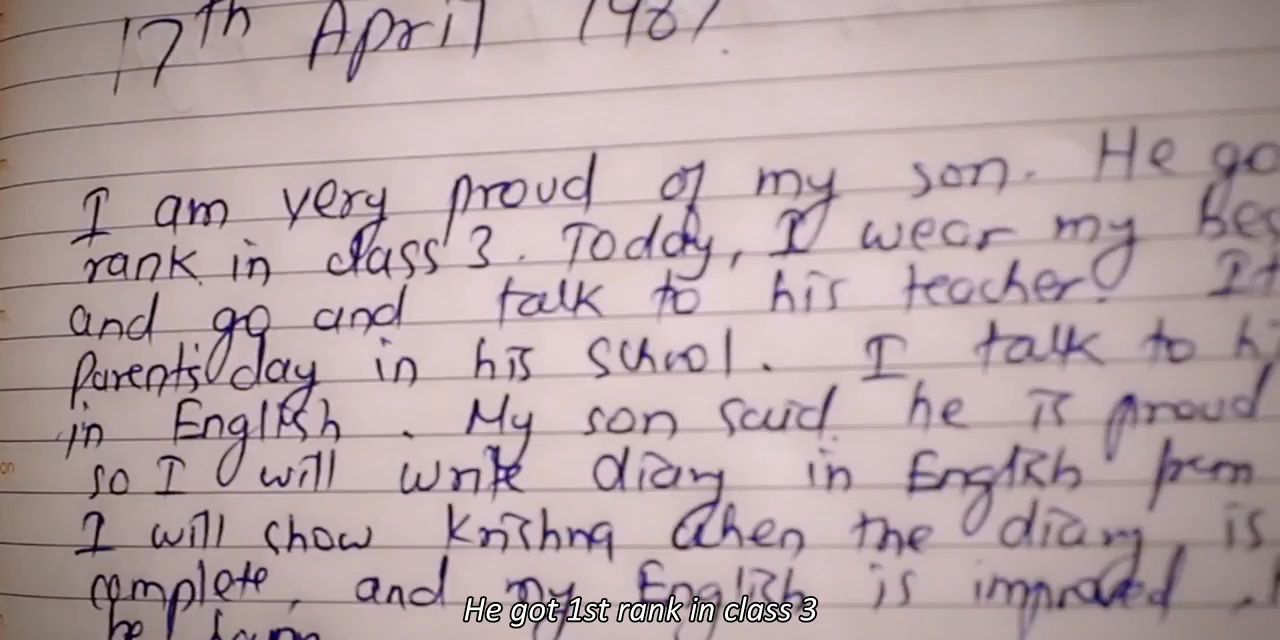 17th April 1987.
I am very proud of my son. He go
rank in class 3. Today, I wear my Bes
and go and talk to his teacher. It
Parents day in his school. I talk to hi
in English. My son said he is proud
so I will write diary in English from
I will show Krishna when the diary is
complete, and my English is improved.
He got 1st rank in class 3